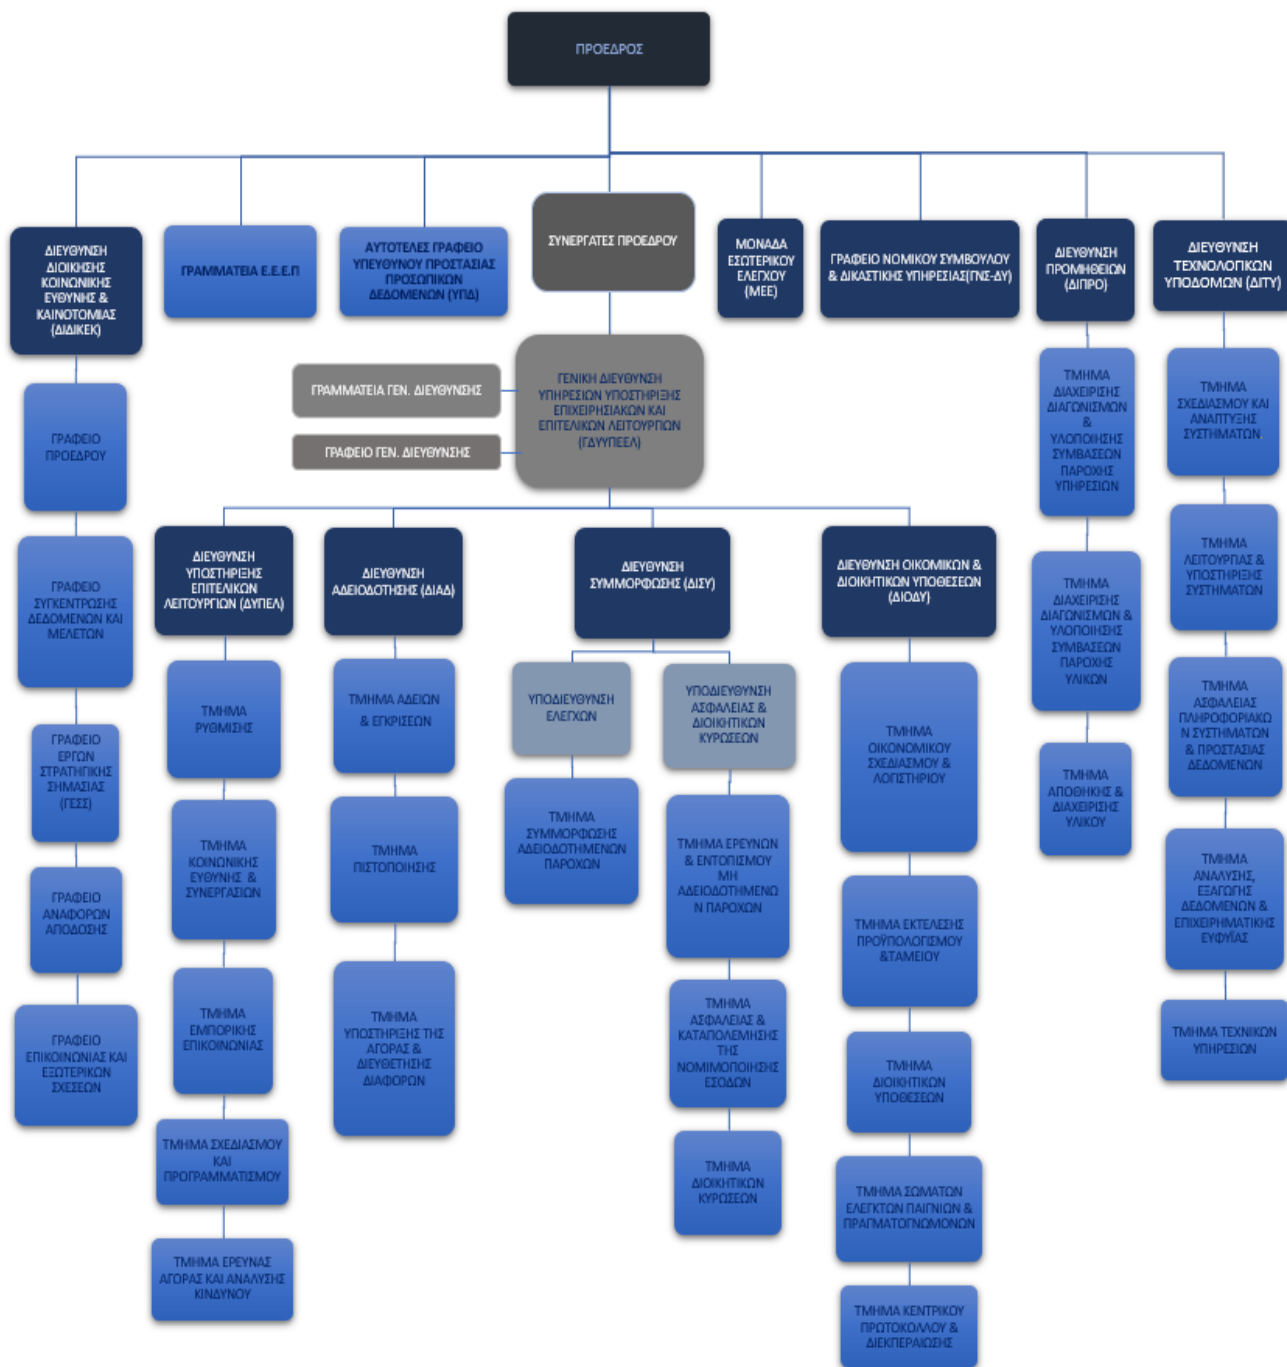 ΠΡΟΕΔΡΟΣ
ΔΙΕΥΘΥΝΣΗ
ΔΙΟΙΚΗΣΗΣ
ΚΟΙΝΩΝΙΚΗΣ
ΕΥΘΥΝΗΣ &
ΚΑΙΝΟΤΟΜΙΑΣ
(ΔΙΔΙΚΕΚ)
ΓΡΑΜΜΑΤΕΙΑ Ε.Ε.Ε.Π
ΑΥΤΟΤΕΛΕΣ ΓΡΑΦΕΙΟ
ΥΠΕΥΘΥΝΟΥ ΠΡΟΣΤΑΣΙΑΣ
ΠΡΟΣΩΠΙΚΩΝ
ΔΕΔΟΜΕΝΩΝ (ΥΠΔ)
ΣΥΝΕΡΓΑΤΕΣ ΠΡΟΕΔΡΟΥ
ΜΟΝΑΔΑ
ΕΣΩΤΕΡΙΚΟΥ
ΕΛΕΓΧΟΥ
(ΜΕΕ)
ΓΡΑΦΕΙΟ ΝΟΜΙΚΟΥ ΣΥΜΒΟΥΛΟΥ
& ΔΙΚΑΣΤΙΚΗΣ ΥΠΗΡΕΣΙΑΣ(ΓΝΣ-ΔΥ)
ΔΙΕΥΘΥΝΣΗ
ΠΡΟΜΗΘΕΙΩΝ
(ΔΙΠΡΟ)
ΔΙΕΥΘΥΝΣΗ
ΤΕΧΝΟΛΟΓΙΚΩΝ
ΥΠΟΔΟΜΩΝ (ΔΙΤΥ)
ΓΡΑΜΜΑΤΕΙΑ ΓΕΝ. ΔΙΕΥΘΥΝΣΗΣ
ΓΡΑΦΕΙΟ ΓΕΝ. ΔΙΕΥΘΥΝΣΗΣ
ΓΕΝΙΚΗ ΔΙΕΥΘΥΝΣΗ
ΥΠΗΡΕΣΙΩΝ ΥΠΟΣΤΗΡΙΞΗΣ
ΕΠΙΧΕΙΡΗΣΙΑΚΩΝ ΚΑΙ
ΕΠΙΤΕΛΙΚΩΝ ΛΕΙΤΟΥΡΓΙΩΝ
(ΓΔΥΥΠΕΕΛ)
ΓΡΑΦΕΙΟ
ΠΡΟΕΔΡΟΥ
ΓΡΑΦΕΙΟ
ΣΥΓΚΕΝΤΡΩΣΗΣ
ΔΕΔΟΜΕΝΩΝ ΚΑΙ
ΜΕΛΕΤΩΝ
ΓΡΑΦΕΙΟ
ΕΡΓΩΝ
ΣΤΡΑΤΗΓΙΚΗΣ
ΣΗΜΑΣΙΑΣ
(ΓΕΣΣ)
ΓΡΑΦΕΙΟ
ΑΝΑΦΟΡΩΝ
ΑΠΟΔΟΣΗΣ
ΓΡΑΦΕΙΟ
ΕΠΙΚΟΙΝΩΝΙΑΣ ΚΑΙ
ΕΞΩΤΕΡΙΚΩΝ
ΣΧΕΣΕΩΝ
ΔΙΕΥΘΥΝΣΗ
ΥΠΟΣΤΗΡΙΞΗΣ
ΕΠΙΤΕΛΙΚΩΝ
ΛΕΙΤΟΥΡΓΙΩΝ (ΔΥΠΕΛ)
ΤΜΗΜΑ
ΡΥΘΜΙΣΗΣ
ΤΜΗΜΑ
ΚΟΙΝΩΝΙΚΗΣ
ΕΥΘΥΝΗΣ &
ΣΥΝΕΡΓΑΣΙΩΝ
ΤΜΗΜΑ
ΕΜΠΟΡΙΚΗΣ
ΕΠΙΚΟΙΝΩΝΙΑΣ
ΤΜΗΜΑ ΣΧΕΔΙΑΣΜΟΥ
ΚΑΙ
ΠΡΟΓΡΑΜΜΑΤΙΣΜΟΥ
ΤΜΗΜΑ ΕΡΕΥΝΑΣ
ΑΓΟΡΑΣ ΚΑΙ ΑΝΑΛΥΣΗΣ
ΚΙΝΔΥΝΟΥ
ΔΙΕΥΘΥΝΣΗ
ΑΔΕΙΟΔΟΤΗΣΗΣ (ΔΙΑΔ)
ΤΜΗΜΑ ΑΔΕΙΩΝ
& ΕΓΚΡΙΣΕΩΝ
ΤΜΗΜΑ
ΠΙΣΤΟΠΟΙΗΣΗΣ
ΤΜΗΜΑ
ΥΠΟΣΤΗΡΙΞΗΣ ΤΗΣ
ΑΓΟΡΑΣ &
ΔΙΕΥΘΕΤΗΣΗΣ
ΔΙΑΦΟΡΩΝ
ΔΙΕΥΘΥΝΣΗ
ΣΥΜΜΟΡΦΩΣΗΣ (ΔΙΣΥ)
ΥΠΟΔΙΕΥΘΥΝΣΗ
ΕΛΕΓΧΩΝ
ΤΜΗΜΑ
ΣΥΜΜΟΡΦΩΣΗΣ
ΑΔΕΙΟΔΟΤΗΜΕΝΩΝ
ΠΑΡΟΧΩΝ
ΥΠΟΔΙΕΥΘΥΝΣΗ
ΑΣΦΑΛΕΙΑΣ &
ΔΙΟΙΚΗΤΙΚΩΝ
ΚΥΡΩΣΕΩΝ
ΤΜΗΜΑ ΕΡΕΥΝΩΝ
& ΕΝΤΟΠΙΣΜΟΥ
ΜΗ
ΑΔΕΙΟΔΟΤΗΜΕΝΩ
Ν ΠΑΡΟΧΩΝ
ΤΜΗΜΑ
ΑΣΦΑΛΕΙΑΣ &
ΚΑΤΑΠΟΛΕΜΗΣΗΣ
ΤΗΣ
ΝΟΜΙΜΟΠΟΙΗΣΗΣ
ΕΣΟΔΩΝ
ΤΜΗΜΑ
ΔΙΟΙΚΗΤΙΚΩΝ
ΚΥΡΩΣΕΩΝ
ΔΙΕΥΘΥΝΣΗ ΟΙΚΟΜΙΚΩΝ &
ΔΙΟΙΚΗΤΙΚΩΝ ΥΠΟΘΕΣΕΩΝ
(ΔΙΟΔΥ)
ΤΜΗΜΑ
ΟΙΚΟΝΟΜΙΚΟΥ
ΣΧΕΔΙΑΣΜΟΥ &
ΛΟΓΙΣΤΗΡΙΟΥ
ΤΜΗΜΑ ΕΚΤΕΛΕΣΗΣ
ΠΡΟΫΠΟΛΟΓΙΣΜΟΥ
&ΤΑΜΕΙΟΥ
ΤΜΗΜΑ
ΔΙΟΙΚΗΤΙΚΩΝ
ΥΠΟΘΕΣΕΩΝ
ΤΜΗΜΑ ΣΩΜΑΤΩΝ
ΕΛΕΓΚΤΩΝ ΠΑΙΓΝΙΩΝ &
ΠΡΑΓΜΑΤΟΓΝΩΜΟΝΩΝ
ΤΜΗΜΑ ΚΕΝΤΡΙΚΟΥ
ΠΡΩΤΟΚΟΛΛΟΥ &
ΔΙΕΚΠΕΡΑΙΩΣΗΣ
ΤΜΗΜΑ
ΔΙΑΧΕΙΡΙΣΗΣ
ΔΙΑΓΩΝΙΣΜΩΝ
&
ΥΛΟΠΟΙΗΣΗΣ
ΣΥΜΒΑΣΕΩΝ
ΠΑΡΟΧΗΣ
ΥΠΗΡΕΣΙΩΝ
ΤΜΗΜΑ
ΔΙΑΧΕΙΡΙΣΗΣ
ΔΙΑΓΩΝΙΣΜΩΝ &
ΥΛΟΠΟΙΗΣΗΣ
ΣΥΜΒΑΣΕΩΝ
ΠΑΡΟΧΗΣ
ΥΛΙΚΩΝ
ΤΜΗΜΑ
ΑΠΟΘΗΚΗΣ &
ΔΙΑΧΕΙΡΙΣΗΣ
ΥΛΙΚΟΥ
ΤΜΗΜΑ
ΣΧΕΔΙΑΣΜΟΥ ΚΑΙ
ΑΝΑΠΤΥΞΗΣ
ΣΥΣΤΗΜΑΤΩΝ.
ΤΜΗΜΑ
ΛΕΙΤΟΥΡΓΙΑΣ &
ΥΠΟΣΤΗΡΙΞΗΣ
ΣΥΣΤΗΜΑΤΩΝ
ΤΜΗΜΑ
ΑΣΦΑΛΕΙΑΣ
ΠΛΗΡΟΦΟΡΙΑΚΩ
Ν ΣΥΣΤΗΜΑΤΩΝ
& ΠΡΟΣΤΑΣΙΑΣ
ΔΕΔΟΜΕΝΩΝ
ΤΜΗΜΑ
ΑΝΑΛΥΣΗΣ,
ΕΞΑΓΩΓΗΣ
ΔΕΔΟΜΕΝΩΝ &
ΕΠΙΧΕΙΡΗΜΑΤΙΚΗΣ
ΕΥΦΥΪΑΣ
ΤΜΗΜΑ ΤΕΧΝΙΚΩΝ
ΥΠΗΡΕΣΙΩΝ